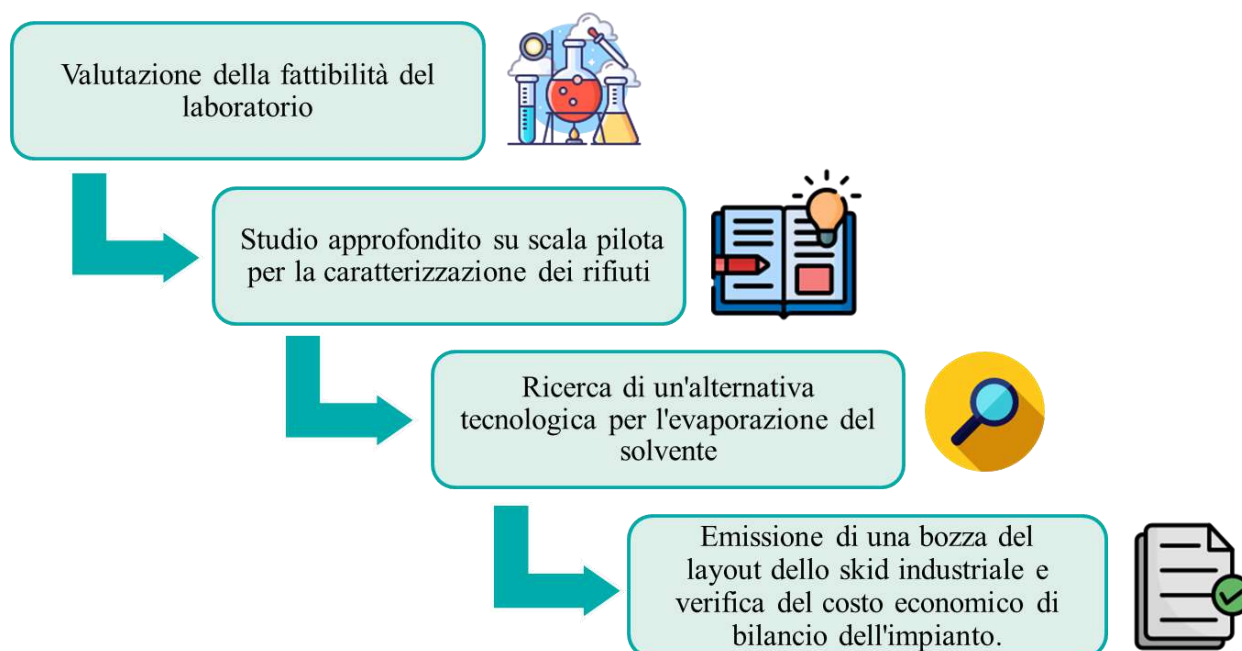 Valutazione della fattibilità del
laboratorio
Studio approfondito su scala pilota
per la caratterizzazione dei rifiuti
Ricerca di un'alternativa
tecnologica per l'evaporazione del
solvente
Emissione di una bozza del
layout dello skid industriale e
verifica del costo economico di
bilancio dell'impianto.